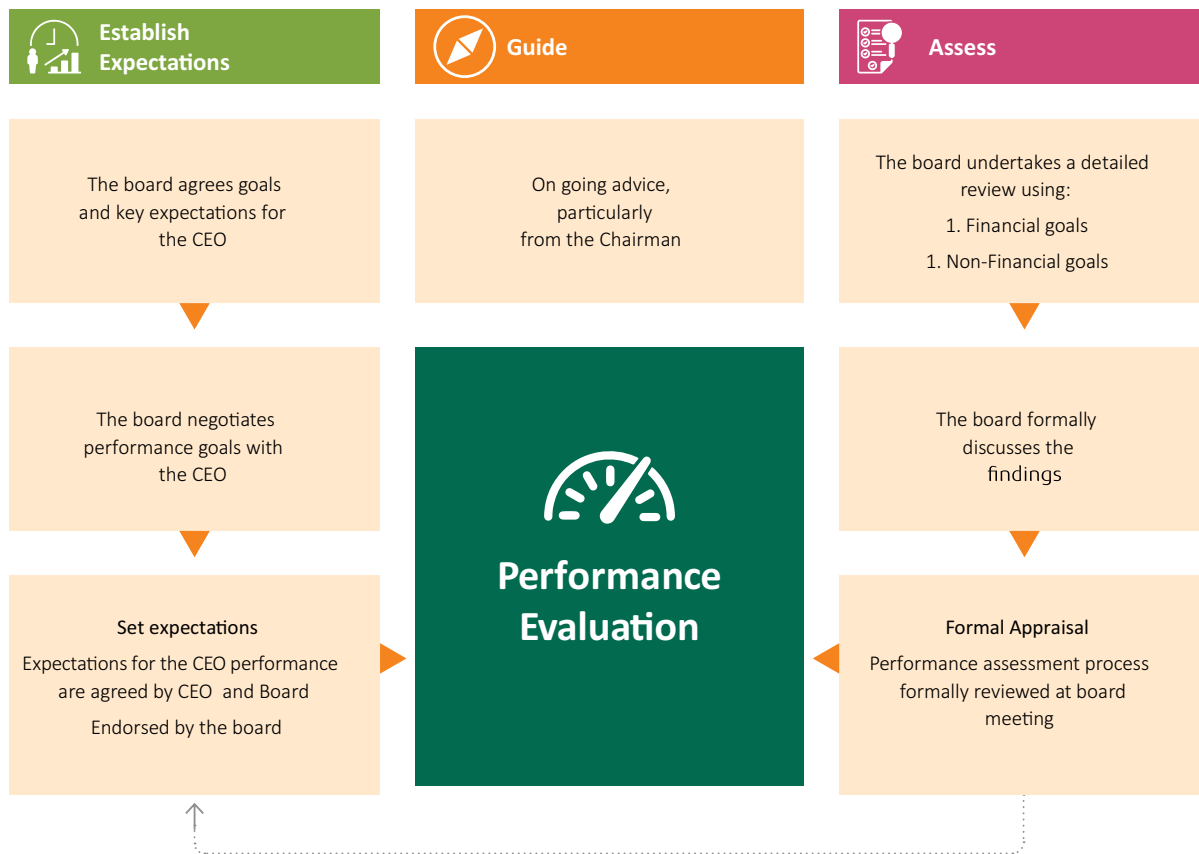 Establish
Expectations
The board agrees goals
and key expectations for
the CEO
The board negotiates
performance goals with
the CEO
Set expectations
Expectations for the CEO performance
are agreed by CEO and Board
Endorsed by the board
Guide
On going advice,
particularly
from the Chairman
Performance
Evaluation
Assess
The board undertakes a detailed
review using:
1. Financial goals
1. Non-Financial goals
The board formally
discusses the
findings
Formal Appraisal
Performance assessment process
formally reviewed at board
meeting